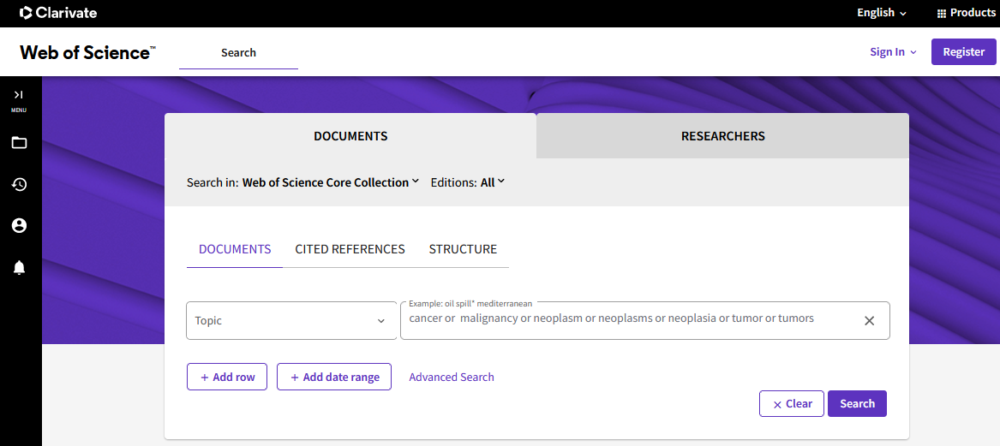 Clarivate English Products
Web of Science™ Search Sign In Register
MENU
DOCUMENTS RESEARCHERS
Search in: Web of Science Core Collection Editions: All
DOCUMENTS CITED REFERENCES STRUCTURE
Example: oil spill* mediterranean
Topic cancer or  malignancy or neoplasm or neoplasms or neoplasia or tumor or tumors
+ Add row + Add date range Advanced Search
× Clear Search